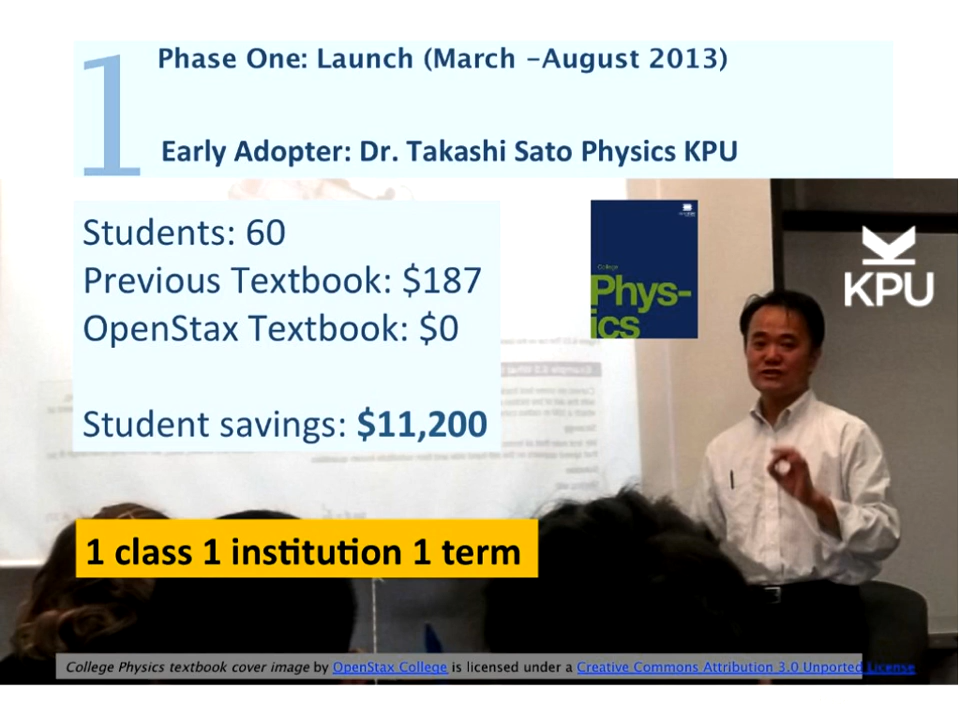 1
Phase One: Launch (March –August 2013)
Early Adopter: Dr. Takashi Sato Physics KPU
Students: 60
Previous Textbook: $187
OpenStax Textbook: $0
Student savings: $11,200
College
Phys-
ics
KPU
1 class 1 institution 1 term
College Physics textbook cover image by OpenStax College is licensed under a Creative Commons Attribution 3.0 Unported License